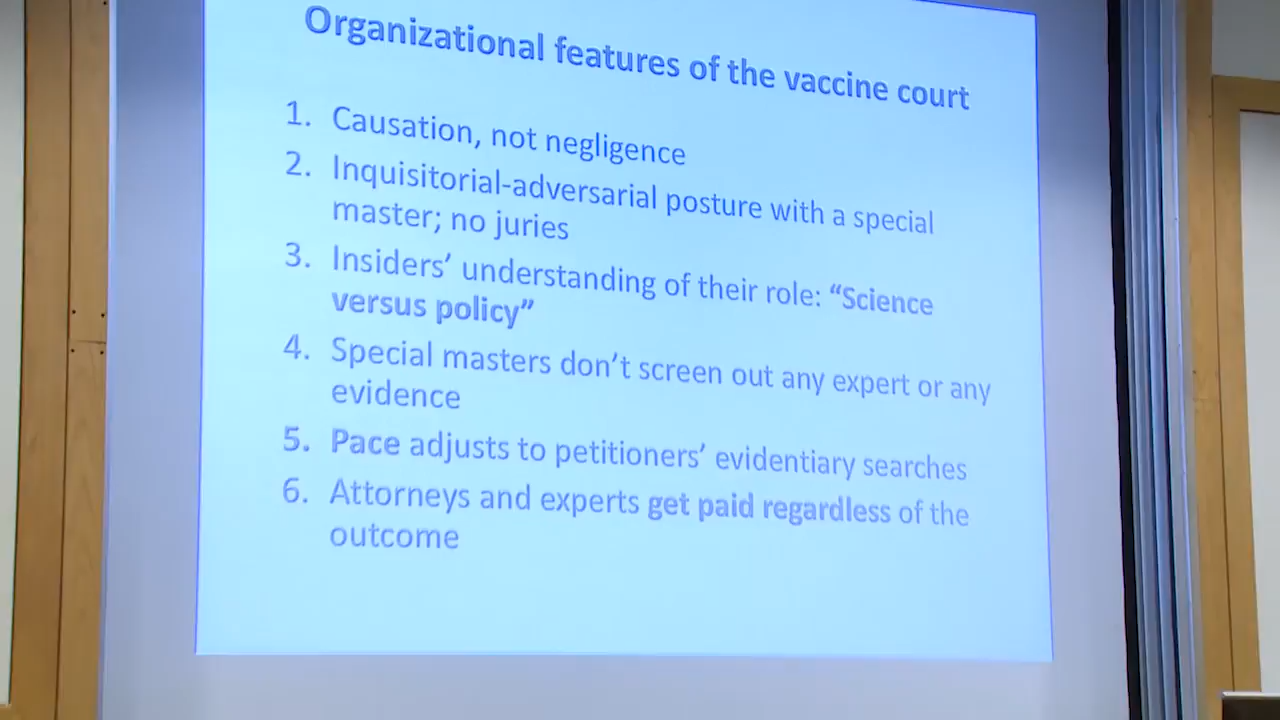 Organizational features of the vaccine court
1. Causation, not negligence
2. Inquisitorial-adversarial posture with a special
master; no juries
3. Insiders’ understanding of their role: “Science
versus policy”
4. Special masters don’t screen out any expert or any
evidence
5. Pace adjusts to petitioners’ evidentiary searches
6. Attorneys and experts get paid regardless of the
outcome